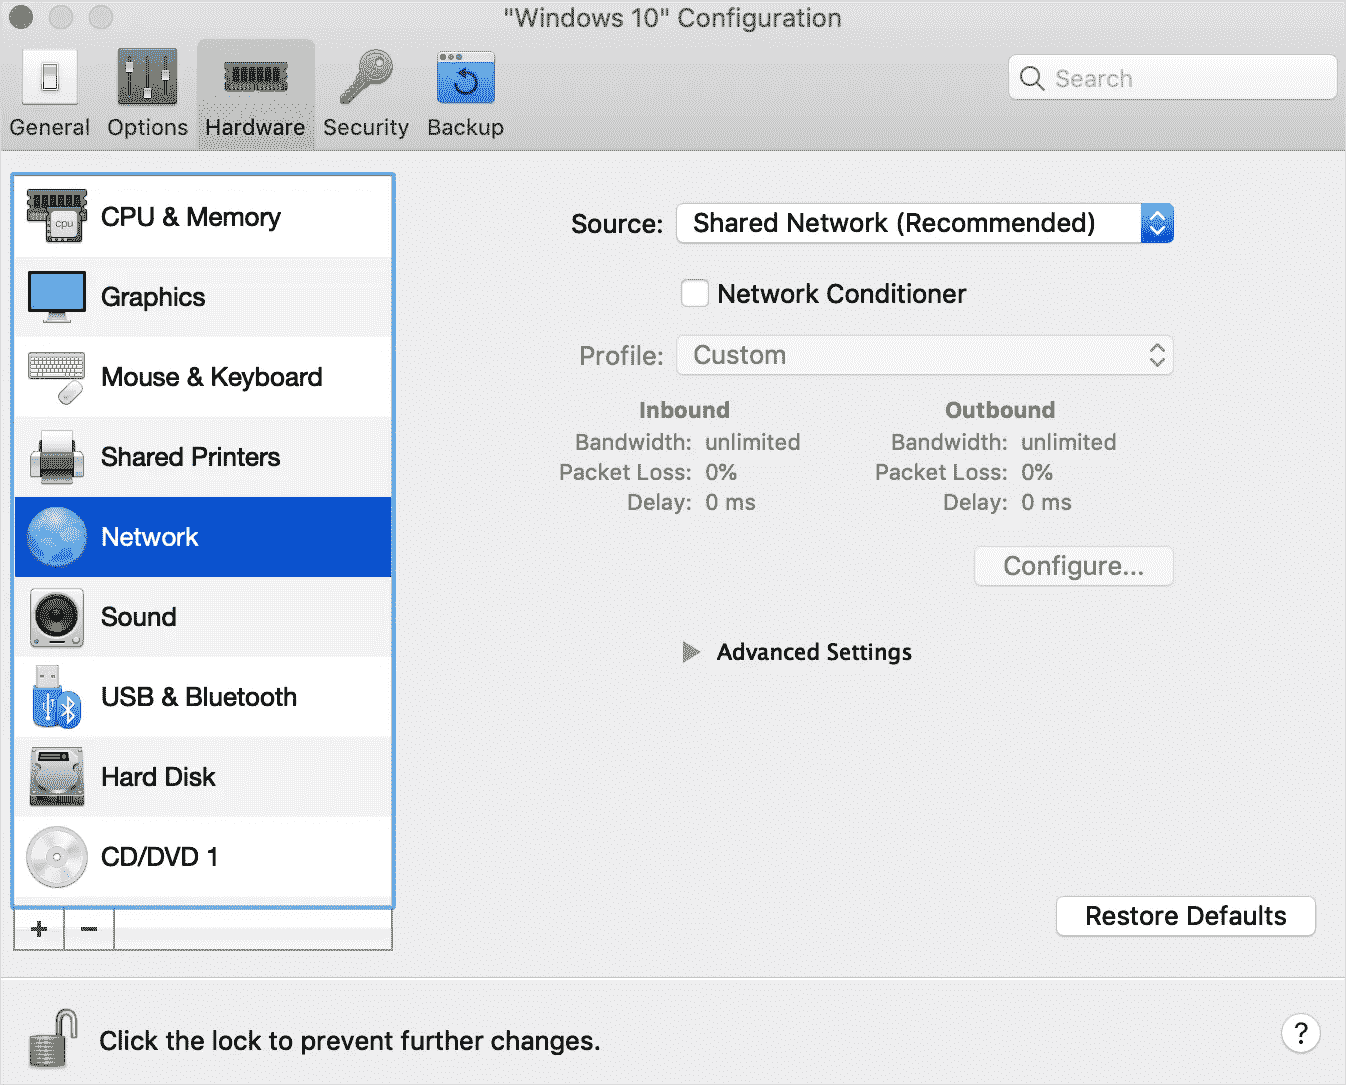 "Windows 10" Configuration
General Options Hardware Security Backup
Search
CPU & Memory
cpu
Graphics
Mouse & Keyboard
Shared Printers
Network
Sound
USB & Bluetooth
Hard Disk
CD/DVD 1
+ −
Source: Shared Network (Recommended)
Network Conditioner
Profile: Custom
Inbound Outbound
Bandwidth: unlimited Bandwidth: unlimited
Packet Loss: 0% Packet Loss: 0%
Delay: 0 ms Delay: 0 ms
Configure...
Advanced Settings
Restore Defaults
Click the lock to prevent further changes.
?